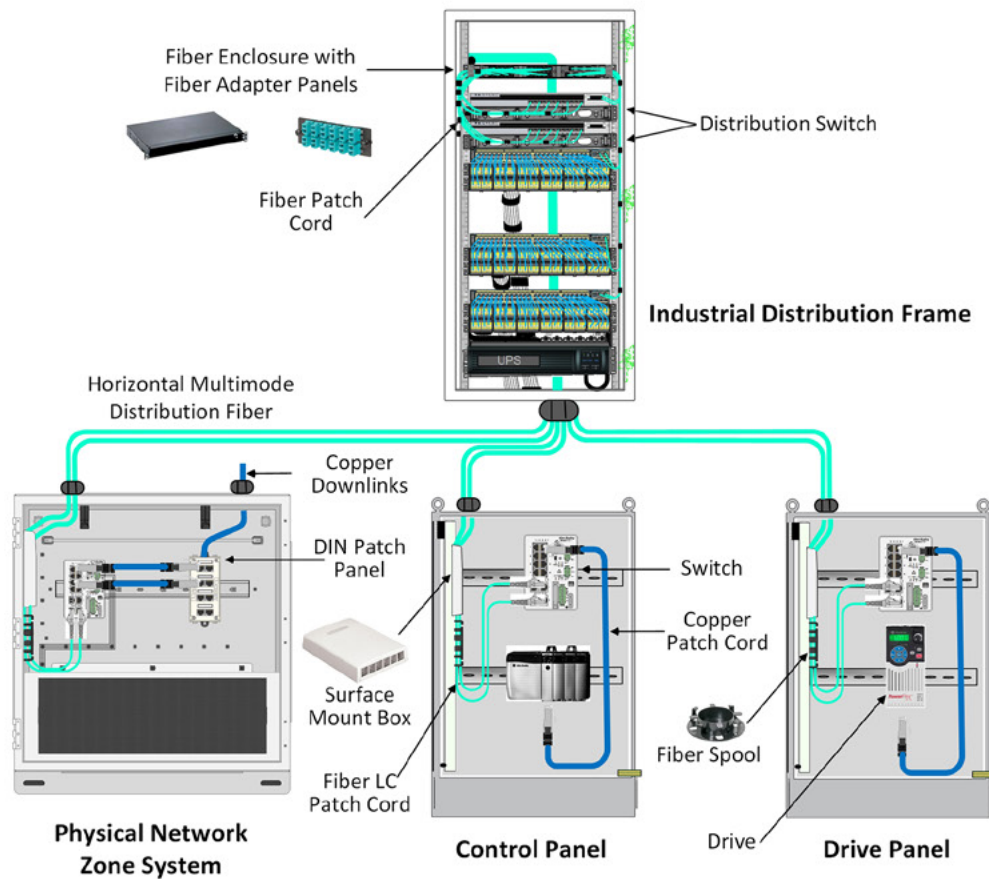 Fiber Enclosure with
Fiber Adapter Panels
Distribution Switch
Fiber Patch
Cord
Industrial Distribution Frame
UPS
Horizontal Multimode
Distribution Fiber
Copper
Downlinks
DIN Patch
Panel
Switch
Copper
Patch Cord
Surface
Mount Box
Fiber Spool
Fiber LC
Patch Cord
Drive
Physical Network
Zone System
Control Panel
Drive Panel